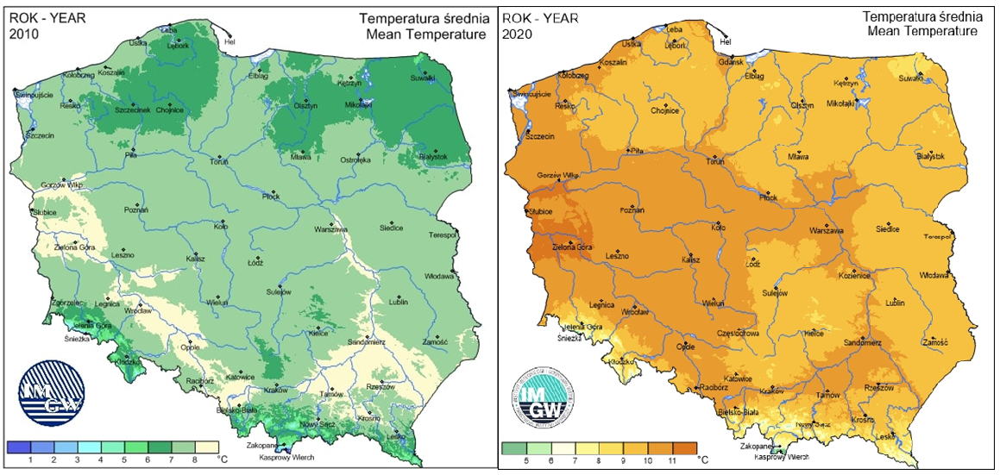 ROK - YEAR
2010
Temperatura średnia
Mean Temperature
Łeba
Ustka
Lębork
Hel
Kołobrzeg
Koszalin
Elbląg
Kętrzyn
Suwałki
Świnoujście
Resko
Szczecinek
Chojnice
Olsztyn
Mikołajki
Szczecin
Piła
Toruń
Mława
Ostrołęka
Białystok
Gorzów Wlkp
Płock
Słubice
Poznań
Koło
Warszawa
Siedlce
Terespol
Zielona Góra
Leszno
Kalisz
Łódź
Włodawa
Zgorzelec
Legnica
Wrocław
Wieluń
Sulejów
Lublin
Jelenia Góra
Śnieżka
Kielce
Sandomierz
Zamość
Kłodzko
Opole
Racibórz
Katowice
Kraków
Tarnów
Rzeszów
Bielsko-Biała
Nowy Sącz
Krosno
Lesko
Zakopane
Kasprowy Wierch
IM
GW
1 2 3 4 5 6 7 8 °C
ROK - YEAR
2020
Temperatura średnia
Mean Temperature
Łeba
Ustka
Lębork
Hel
Gdańsk
Koszalin
Kołobrzeg
Elbląg
Kętrzyn
Suwałki
Świnoujście
Resko
Chojnice
Olsztyn
Mikołajki
Szczecin
Piła
Toruń
Mława
Białystok
Gorzów Wlkp
Płock
Słubice
Poznań
Koło
Warszawa
Siedlce
Terespol
Zielona Góra
Leszno
Kalisz
Łódź
Kozienice
Włodawa
Legnica
Wrocław
Wieluń
Sulejów
Lublin
Jelenia Góra
Śnieżka
Częstochowa
Kielce
Sandomierz
Zamość
Kłodzko
Opole
Racibórz
Katowice
Kraków
Tarnów
Rzeszów
Bielsko-Biała
Nowy Sącz
Krosno
Lesko
Zakopane
Kasprowy Wierch
IM
GW
5 6 7 8 9 10 11 °C